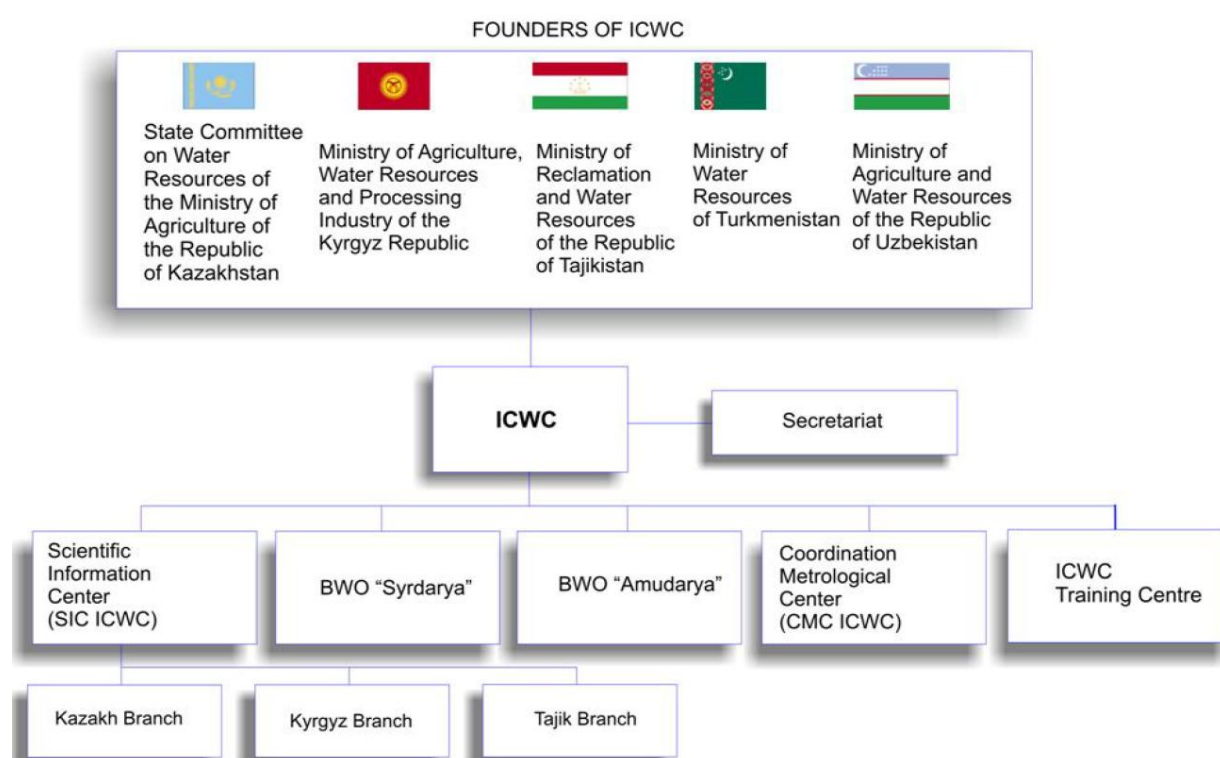 FOUNDERS OF ICWC
State Committee
on Water
Resources of
the Ministry of
Agriculture of
the Republic
of Kazakhstan
Ministry of Agriculture,
Water Resources
and Processing
Industry of the
Kyrgyz Republic
Ministry of
Reclamation
and Water
Resources
of the Republic
of Tajikistan
Ministry of
Water
Resources
of Turkmenistan
Ministry of
Agriculture and
Water Resources
of the Republic
of Uzbekistan
ICWC
Secretariat
Scientific
Information
Center
(SIC ICWC)
BWO “Syrdarya”
BWO “Amudarya”
Coordination
Metrological
Center
(CMC ICWC)
ICWC
Training Centre
Kazakh Branch
Kyrgyz Branch
Tajik Branch